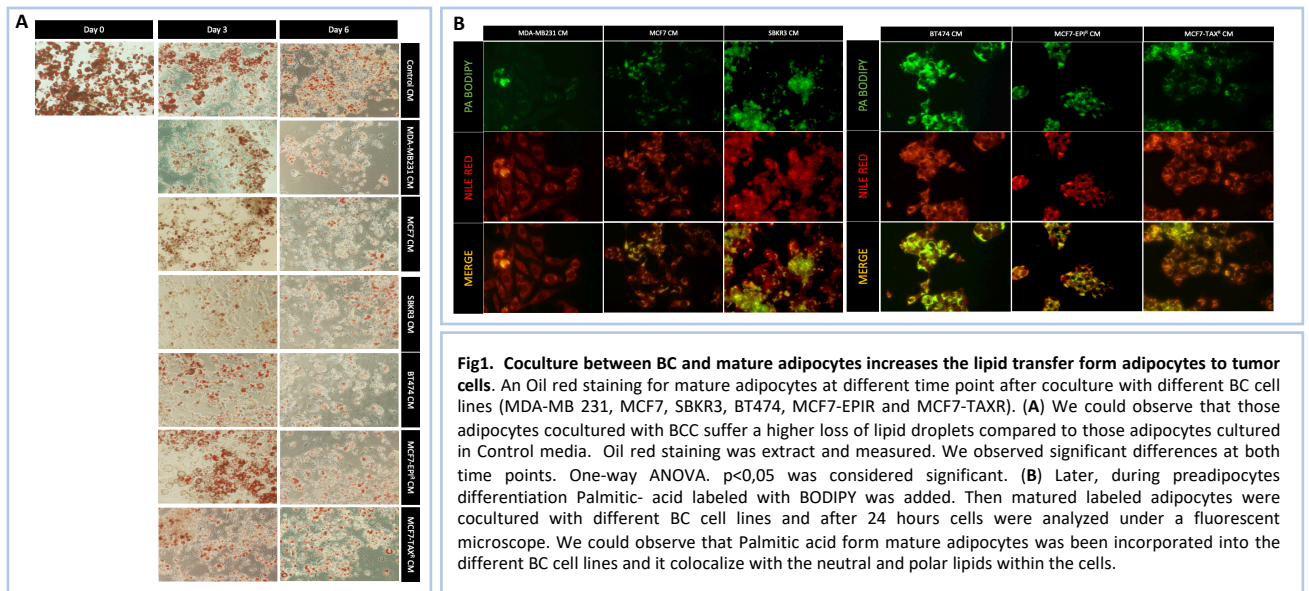 A
Day 0
Day 3
Day 6
Control CM
MDA-MB231 CM
MCF7 CM
SBKR3 CM
BT474 CM
MCF7-EPIᴿ CM
MCF7-TAXᴿ CM
B
MDA-MB231 CM
MCF7 CM
SBKR3 CM
PA BODIPY
NILE RED
MERGE
BT474 CM
MCF7-EPIᴿ CM
MCF7-TAXᴿ CM
PA BODIPY
NILE RED
MERGE
Fig1. Coculture between BC and mature adipocytes increases the lipid transfer form adipocytes to tumor
cells. An Oil red staining for mature adipocytes at different time point after coculture with different BC cell
lines (MDA-MB 231, MCF7, SBKR3, BT474, MCF7-EPIR and MCF7-TAXR). (A) We could observe that those
adipocytes cocultured with BCC suffer a higher loss of lipid droplets compared to those adipocytes cultured
in Control media. Oil red staining was extract and measured. We observed significant differences at both
time points. One-way ANOVA. p<0,05 was considered significant. (B) Later, during preadipocytes
differentiation Palmitic- acid labeled with BODIPY was added. Then matured labeled adipocytes were
cocultured with different BC cell lines and after 24 hours cells were analyzed under a fluorescent
microscope. We could observe that Palmitic acid form mature adipocytes was been incorporated into the
different BC cell lines and it colocalize with the neutral and polar lipids within the cells.